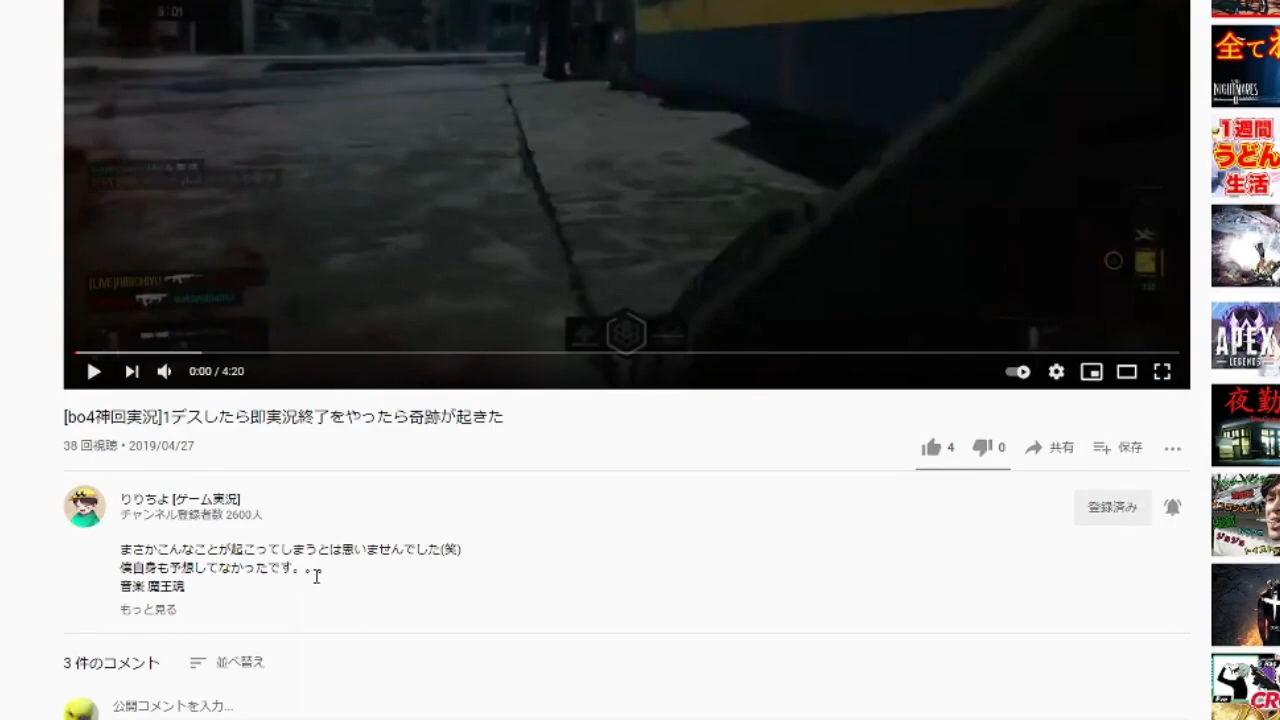 全てね
NIGHTMARES
II
1週間
うどん
生活
APEX
LEGENDS
夜勤
CR
0:00 / 4:20
[bo4神回実況]1デスしたら即実況終了をやったら奇跡が起きた
38 回視聴 • 2019/04/27
4 0 共有 保存
りりちよ [ゲーム実況]
チャンネル登録者数 2600人
登録済み
まさかこんなことが起こってしまうとは思いませんでした(笑)
僕自身も予想してなかったです。。。
音楽 魔王魂
もっと見る
3 件のコメント 並べ替え
公開コメントを入力...